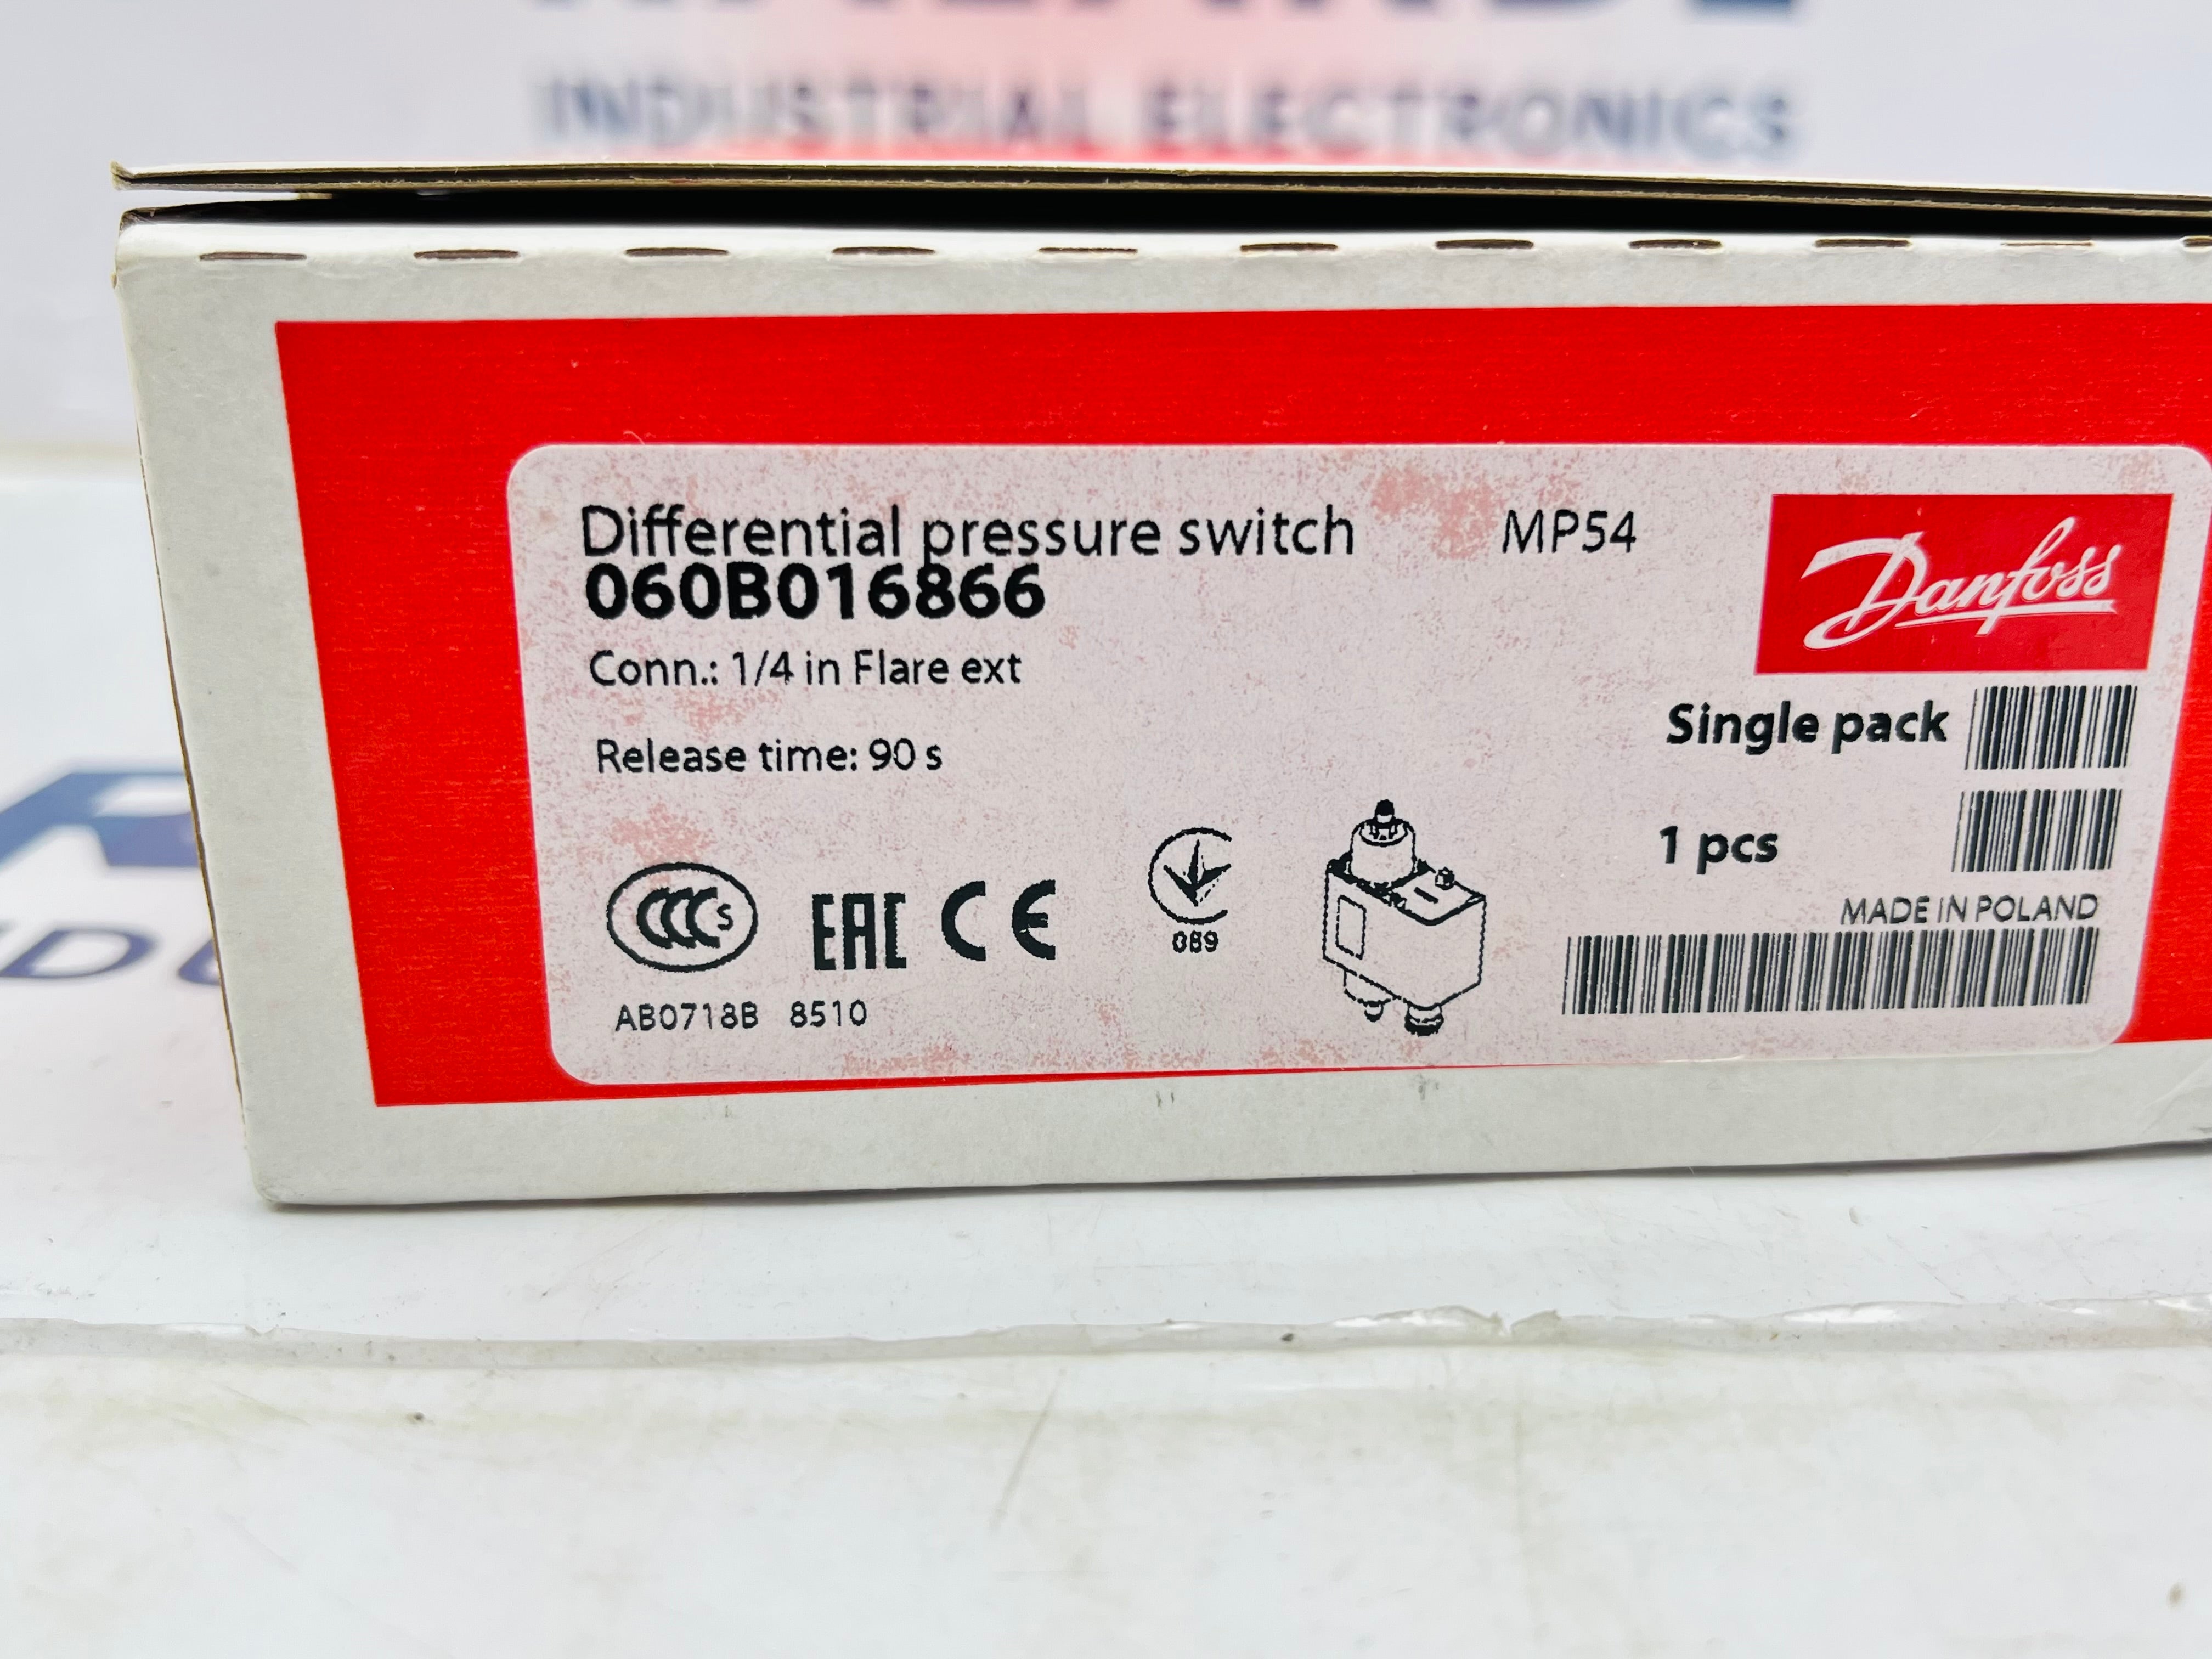 INDUSTRIAL ELECTRONICS
Differential pressure switch MP54
060B016866
Danfoss
Conn.: 1/4 in Flare ext
Single pack
Release time: 90 s
1 pcs
MADE IN POLAND
CCC S EAC CE
089
AB0718B 8510